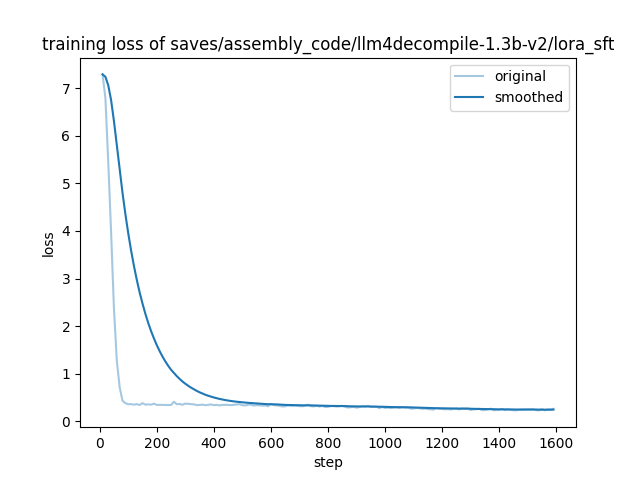 training loss of saves/assembly_code/llm4decompile-1.3b-v2/lora_sft
original
smoothed
7
6
5
4
3
2
1
0
loss
0 200 400 600 800 1000 1200 1400 1600
step